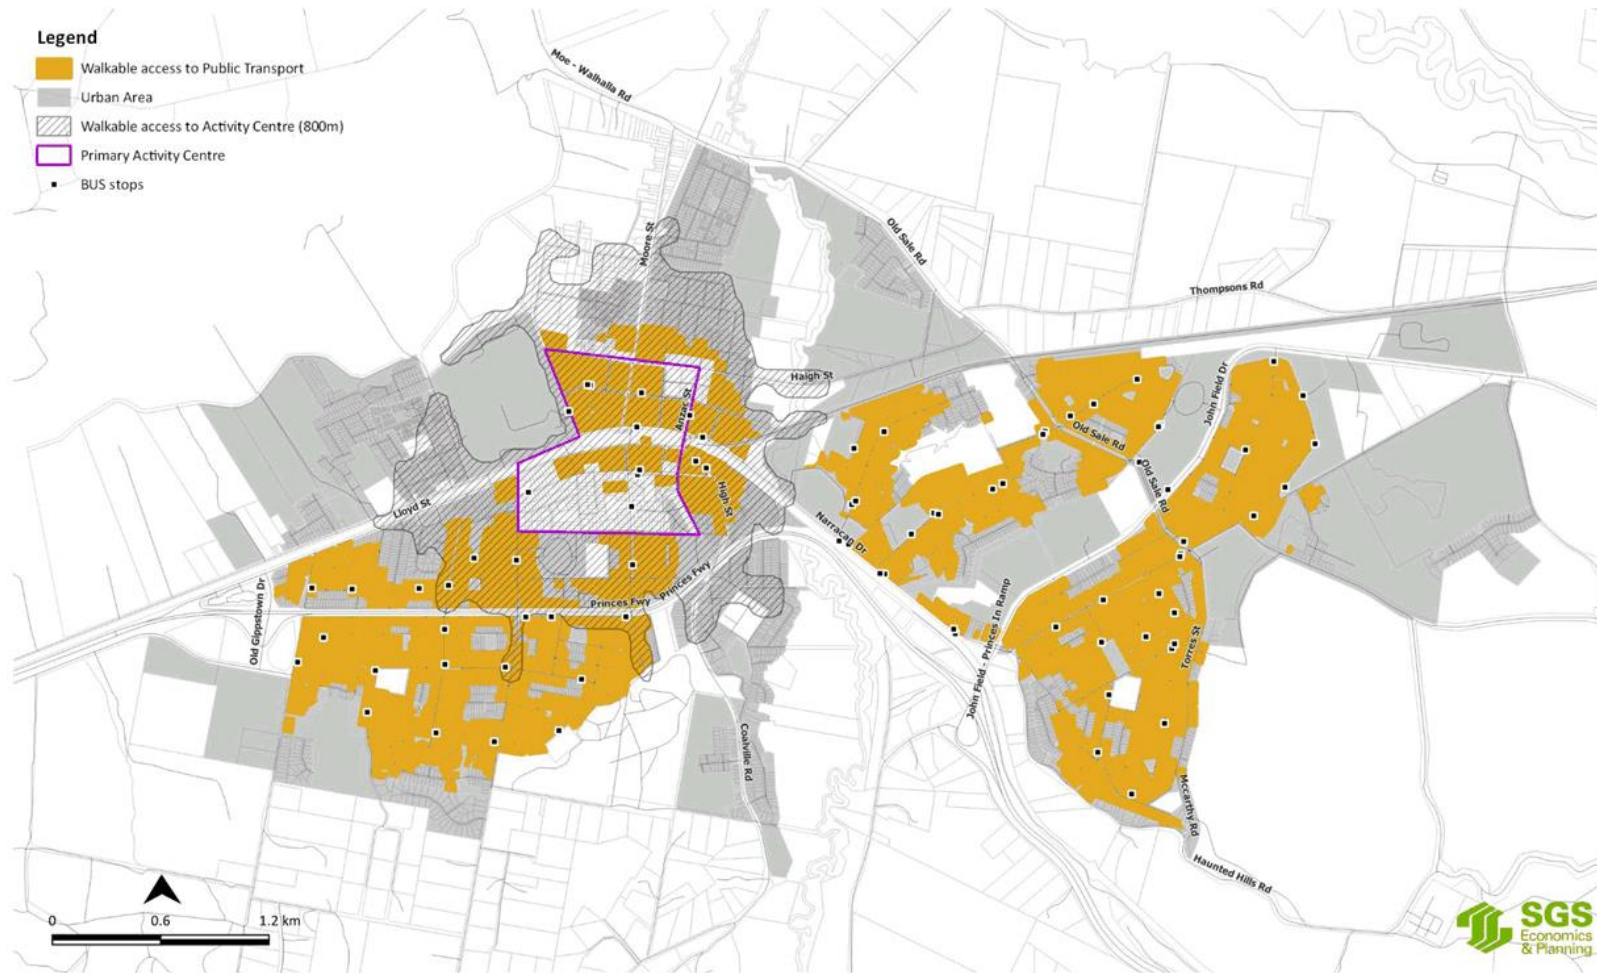 Legend
Walkable access to Public Transport
Urban Area
Walkable access to Activity Centre (800m)
Primary Activity Centre
BUS stops
Moe - Walhalla Rd
Moore St
Old Sale Rd
Thompsons Rd
Haigh St
Anzac St
John Field Dr
Old Sale Rd
Old Sale Rd
High St
Lloyd St
Narracan Dr
Princes Fwy - Princes Fwy
Old Gippstown Dr
John Field - Princes In Ramp
Torres St
Coalville Rd
Mccarthy Rd
Haunted Hills Rd
0 0.6 1.2 km
SGS
Economics
& Planning